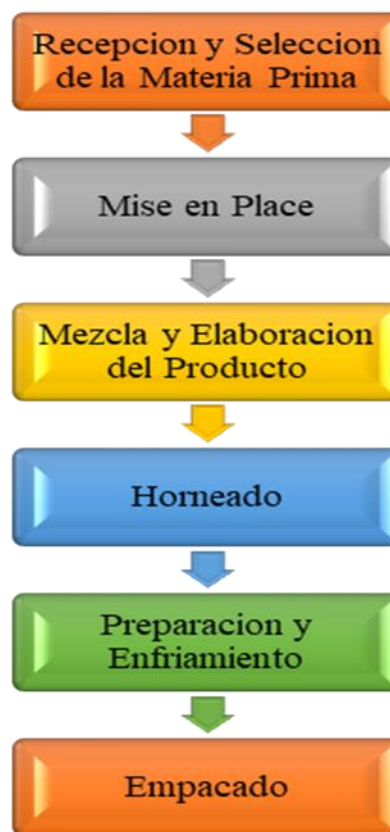 Recepcion y Seleccion
de la Materia Prima
Mise en Place
Mezcla y Elaboracion
del Producto
Horneado
Preparacion y
Enfriamiento
Empacado